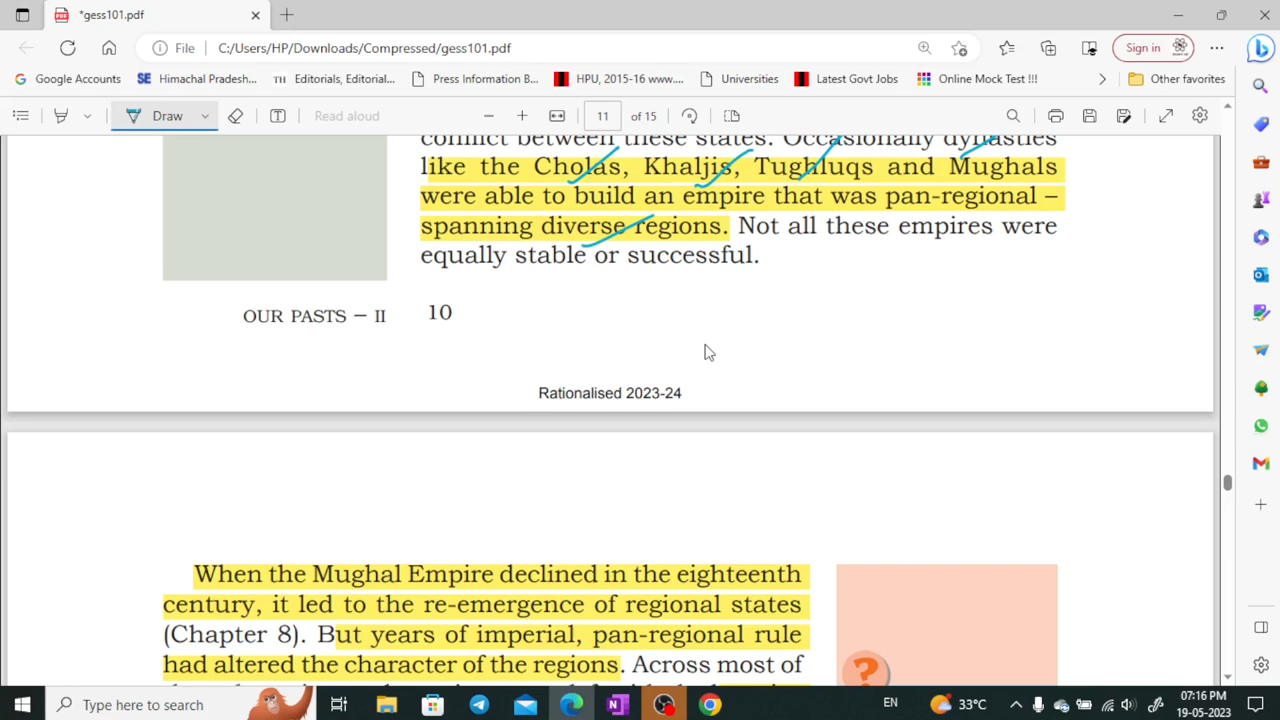 *gess101.pdf
File C:/Users/HP/Downloads/Compressed/gess101.pdf Sign in
Google Accounts SE Himachal Pradesh... TH Editorials, Editorial... Press Information B... HPU, 2015-16 www.... Universities Latest Govt Jobs Online Mock Test !!! Other favorites
Draw Read aloud 11 of 15
conflict between these states. Occasionally dynasties
like the Cholas, Khaljis, Tughluqs and Mughals
were able to build an empire that was pan-regional –
spanning diverse regions. Not all these empires were
equally stable or successful.
OUR PASTS – II 10
Rationalised 2023-24
When the Mughal Empire declined in the eighteenth
century, it led to the re-emergence of regional states
(Chapter 8). But years of imperial, pan-regional rule
had altered the character of the regions. Across most of
?
Type here to search EN 33°C 07:16 PM
19-05-2023